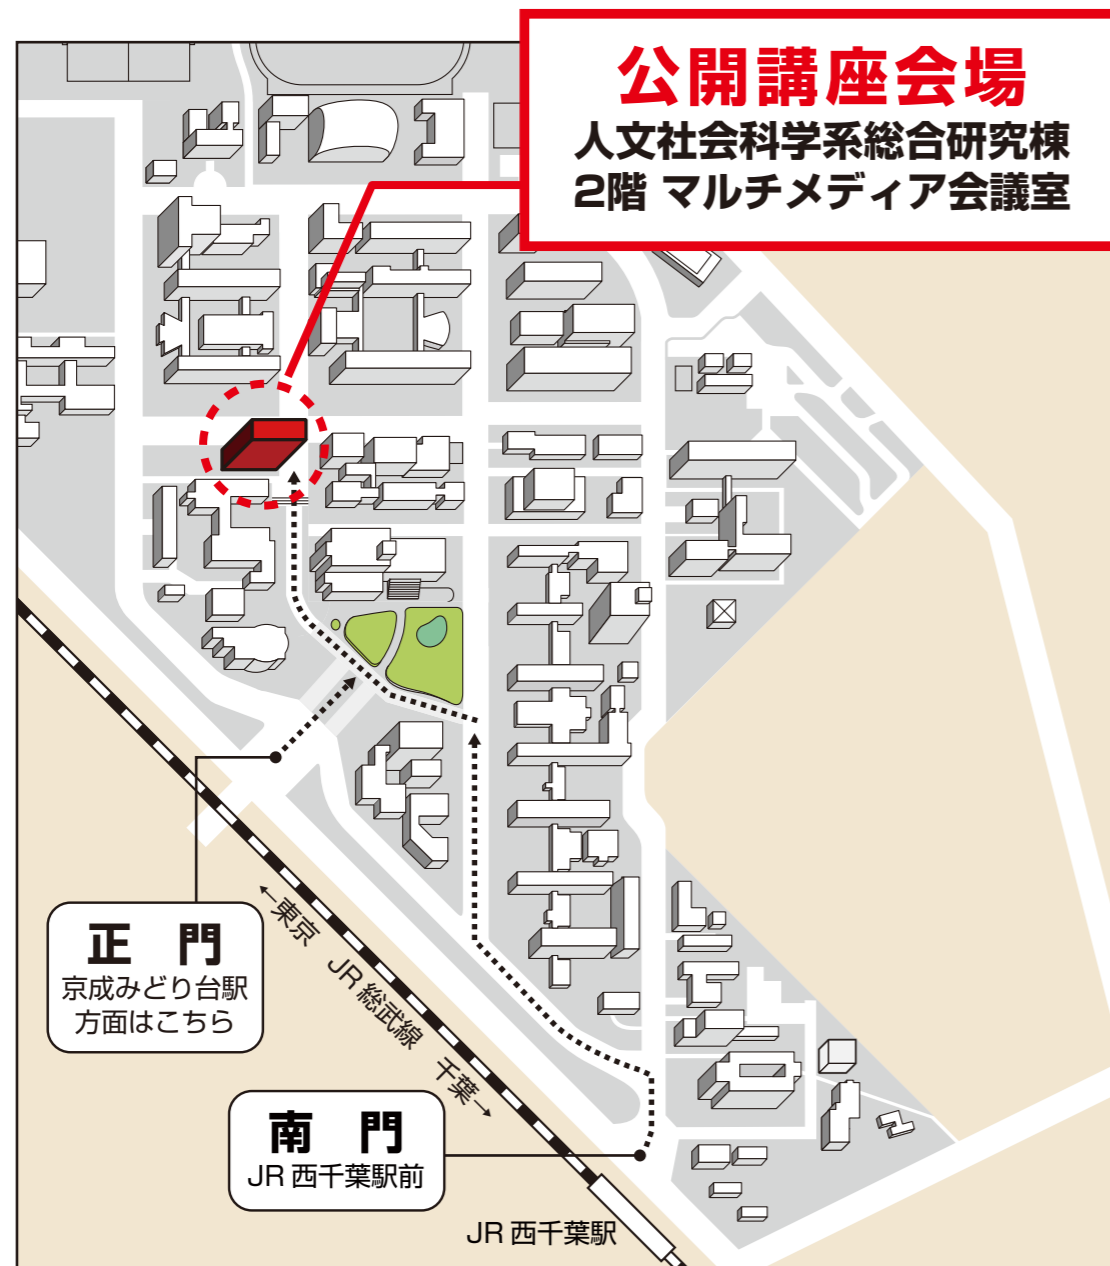 公開講座会場
人文社会科学系総合研究棟
2階 マルチメディア会議室
正 門
京成みどり台駅
方面はこちら
←東京 JR 総武線 千葉→
南 門
JR 西千葉駅前
JR 西千葉駅